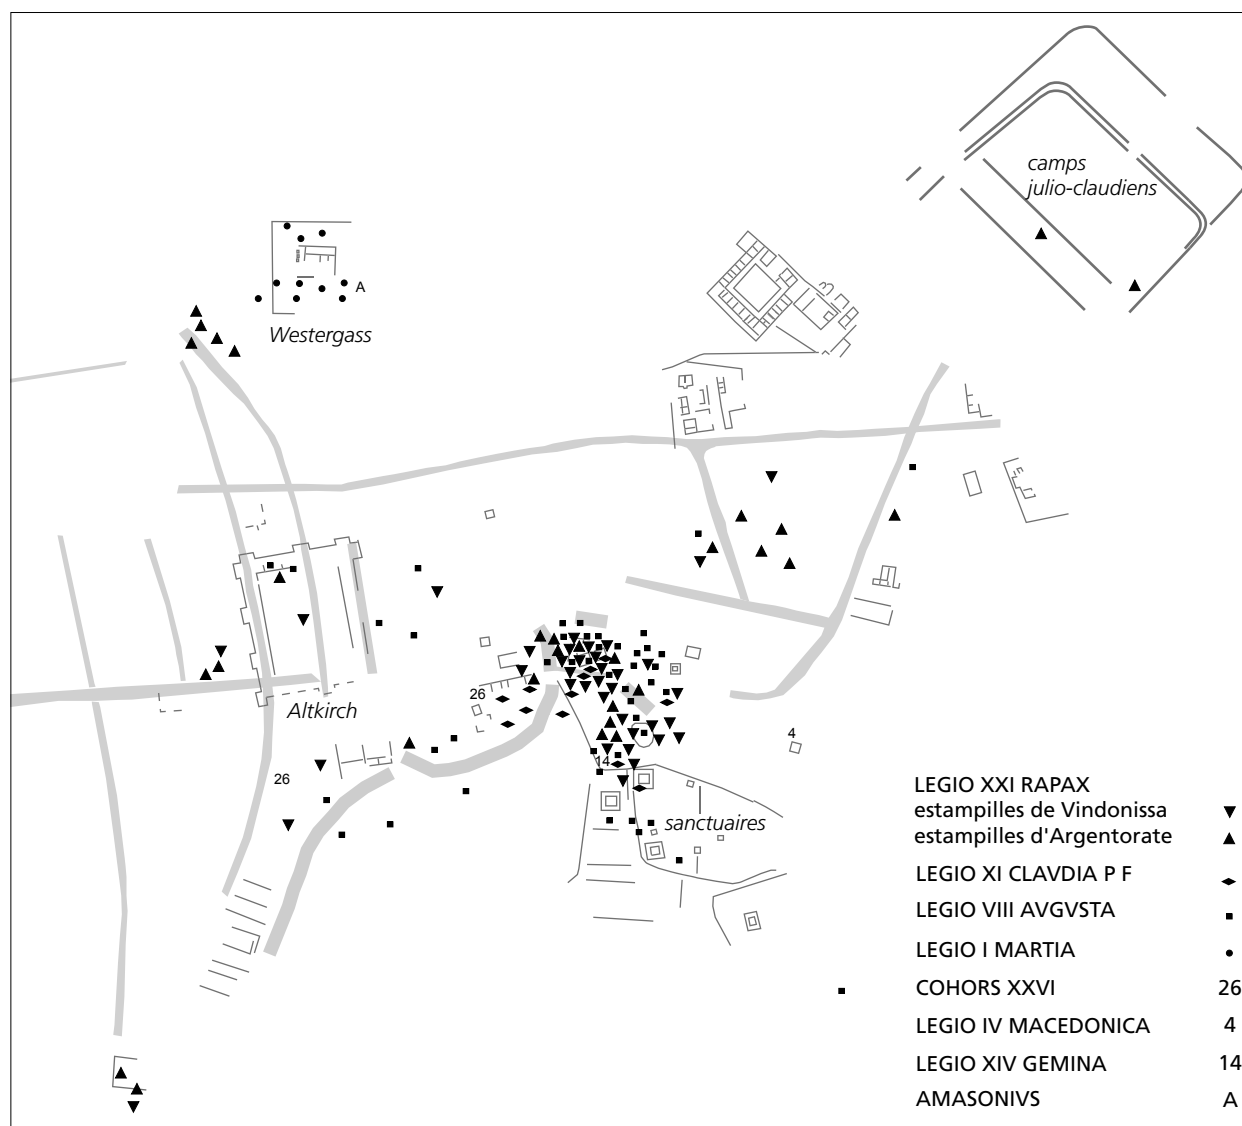 camps
julio-claudiens
A
Westergass
26
Altkirch
4
26
14
sanctuaires
LEGIO XXI RAPAX
estampilles de Vindonissa
estampilles d'Argentorate
LEGIO XI CLAVDIA P F
LEGIO VIII AVGVSTA
LEGIO I MARTIA
COHORS XXVI 26
LEGIO IV MACEDONICA 4
LEGIO XIV GEMINA 14
AMASONIVS A